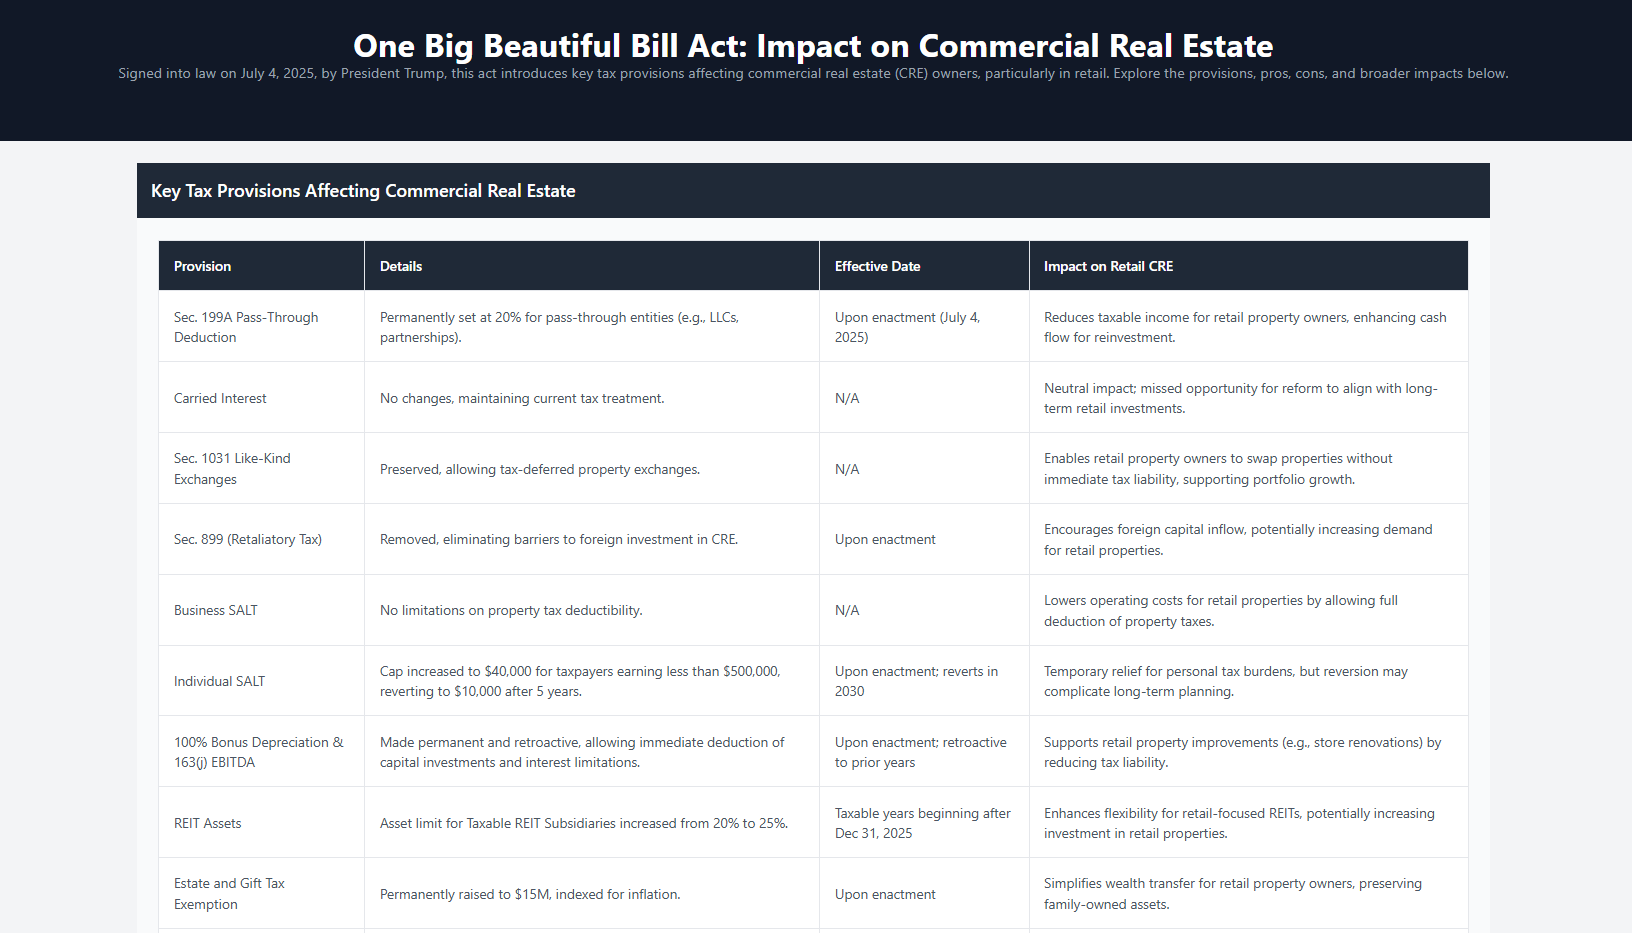 One Big Beautiful Bill Act: Impact on Commercial Real Estate
Signed into law on July 4, 2025, by President Trump, this act introduces key tax provisions affecting commercial real estate (CRE) owners, particularly in retail. Explore the provisions, pros, cons, and broader impacts below.
Key Tax Provisions Affecting Commercial Real Estate
Provision
Details
Effective Date
Impact on Retail CRE
Sec. 199A Pass-Through
Deduction
Permanently set at 20% for pass-through entities (e.g., LLCs,
partnerships).
Upon enactment (July 4,
2025)
Reduces taxable income for retail property owners, enhancing cash
flow for reinvestment.
Carried Interest
No changes, maintaining current tax treatment.
N/A
Neutral impact; missed opportunity for reform to align with long-
term retail investments.
Sec. 1031 Like-Kind
Exchanges
Preserved, allowing tax-deferred property exchanges.
N/A
Enables retail property owners to swap properties without
immediate tax liability, supporting portfolio growth.
Sec. 899 (Retaliatory Tax)
Removed, eliminating barriers to foreign investment in CRE.
Upon enactment
Encourages foreign capital inflow, potentially increasing demand
for retail properties.
Business SALT
No limitations on property tax deductibility.
N/A
Lowers operating costs for retail properties by allowing full
deduction of property taxes.
Individual SALT
Cap increased to $40,000 for taxpayers earning less than $500,000,
reverting to $10,000 after 5 years.
Upon enactment; reverts in
2030
Temporary relief for personal tax burdens, but reversion may
complicate long-term planning.
100% Bonus Depreciation &
163(j) EBITDA
Made permanent and retroactive, allowing immediate deduction of
capital investments and interest limitations.
Upon enactment; retroactive
to prior years
Supports retail property improvements (e.g., store renovations) by
reducing tax liability.
REIT Assets
Asset limit for Taxable REIT Subsidiaries increased from 20% to 25%.
Taxable years beginning after
Dec 31, 2025
Enhances flexibility for retail-focused REITs, potentially increasing
investment in retail properties.
Estate and Gift Tax
Exemption
Permanently raised to $15M, indexed for inflation.
Upon enactment
Simplifies wealth transfer for retail property owners, preserving
family-owned assets.